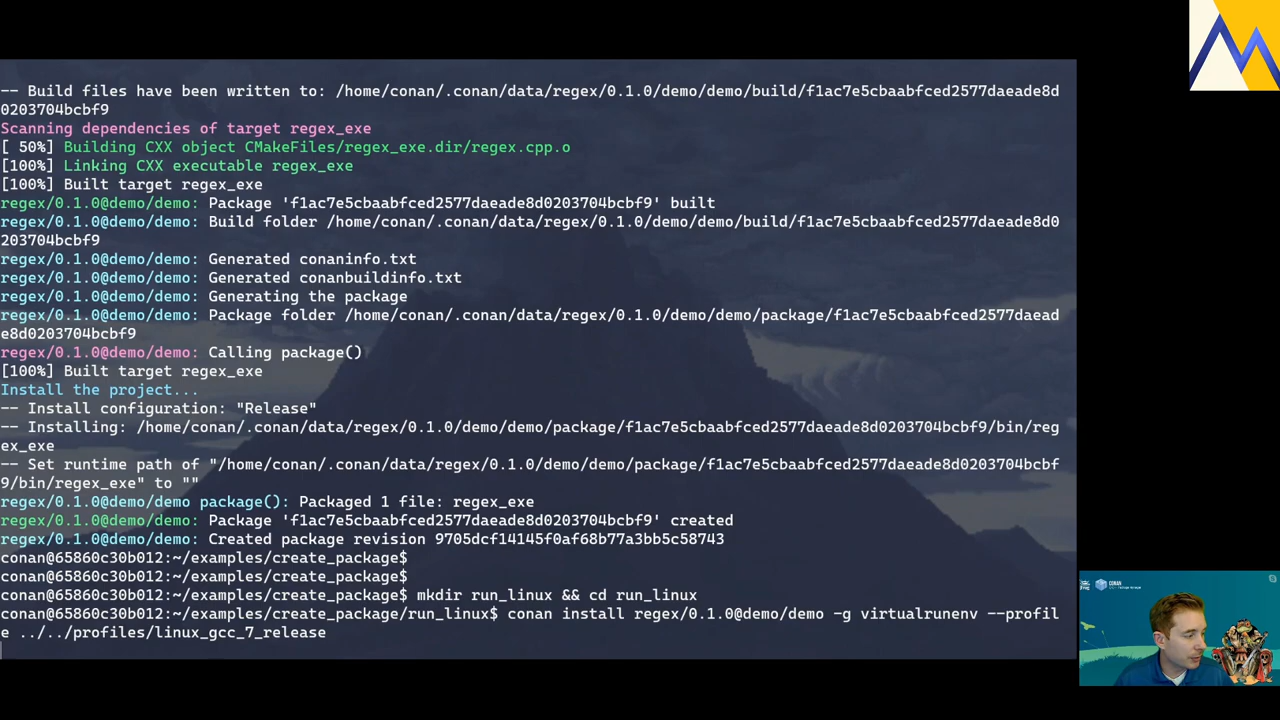 -- Build files have been written to: /home/conan/.conan/data/regex/0.1.0/demo/demo/build/f1ac7e5cbaabfced2577daeade8d
0203704bcbf9
Scanning dependencies of target regex_exe
[ 50%] Building CXX object CMakeFiles/regex_exe.dir/regex.cpp.o
[100%] Linking CXX executable regex_exe
[100%] Built target regex_exe
regex/0.1.0@demo/demo: Package 'f1ac7e5cbaabfced2577daeade8d0203704bcbf9' built
regex/0.1.0@demo/demo: Build folder /home/conan/.conan/data/regex/0.1.0/demo/demo/build/f1ac7e5cbaabfced2577daeade8d0
203704bcbf9
regex/0.1.0@demo/demo: Generated conaninfo.txt
regex/0.1.0@demo/demo: Generated conanbuildinfo.txt
regex/0.1.0@demo/demo: Generating the package
regex/0.1.0@demo/demo: Package folder /home/conan/.conan/data/regex/0.1.0/demo/demo/package/f1ac7e5cbaabfced2577daead
e8d0203704bcbf9
regex/0.1.0@demo/demo: Calling package()
[100%] Built target regex_exe
Install the project...
-- Install configuration: "Release"
-- Installing: /home/conan/.conan/data/regex/0.1.0/demo/demo/package/f1ac7e5cbaabfced2577daeade8d0203704bcbf9/bin/reg
ex_exe
-- Set runtime path of "/home/conan/.conan/data/regex/0.1.0/demo/demo/package/f1ac7e5cbaabfced2577daeade8d0203704bcbf
9/bin/regex_exe" to ""
regex/0.1.0@demo/demo package(): Packaged 1 file: regex_exe
regex/0.1.0@demo/demo: Package 'f1ac7e5cbaabfced2577daeade8d0203704bcbf9' created
regex/0.1.0@demo/demo: Created package revision 9705dcf14145f0af68b77a3bb5c58743
conan@65860c30b012:~/examples/create_package$
conan@65860c30b012:~/examples/create_package$
conan@65860c30b012:~/examples/create_package$ mkdir run_linux && cd run_linux
conan@65860c30b012:~/examples/create_package/run_linux$ conan install regex/0.1.0@demo/demo -g virtualrunenv --profil
e ../../profiles/linux_gcc_7_release
CONAN